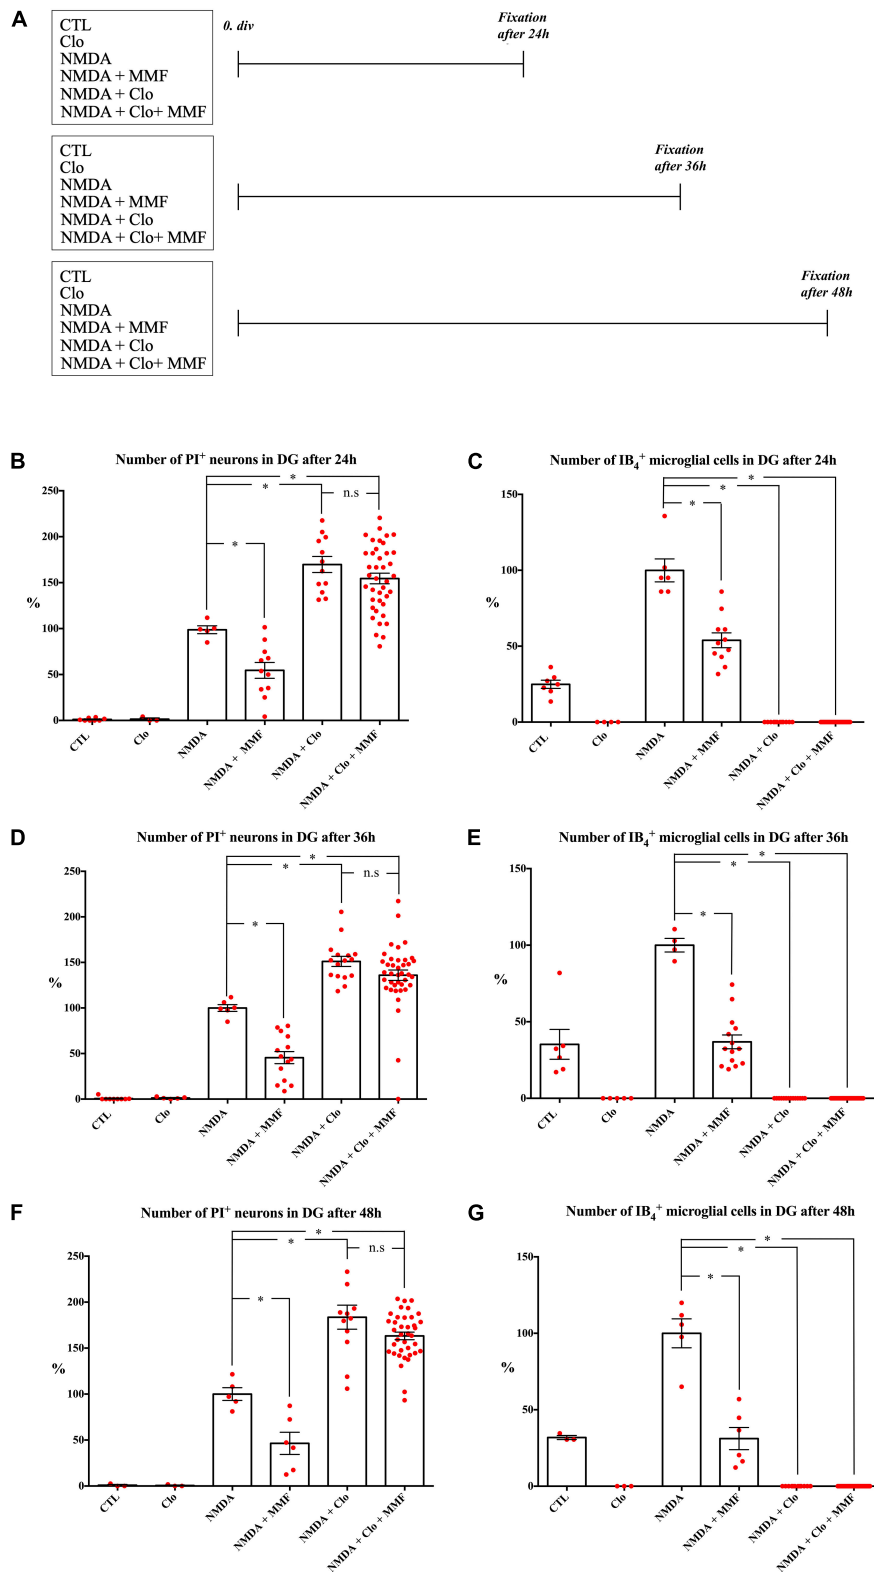 A
CTL
Clo
NMDA
NMDA + MMF
NMDA + Clo
NMDA + Clo+ MMF
0. div
Fixation
after 24h
CTL
Clo
NMDA
NMDA + MMF
NMDA + Clo
NMDA + Clo+ MMF
Fixation
after 36h
CTL
Clo
NMDA
NMDA + MMF
NMDA + Clo
NMDA + Clo+ MMF
Fixation
after 48h
B
Number of PI+ neurons in DG after 24h
250
200
150
100
50
0
%
*
*
*
n.s
CTL
Clo
NMDA
NMDA + MMF
NMDA + Clo
NMDA + Clo + MMF
C
Number of IB4+ microglial cells in DG after 24h
150
100
50
0
%
*
*
*
CTL
Clo
NMDA
NMDA + MMF
NMDA + Clo
NMDA + Clo + MMF
D
Number of PI+ neurons in DG after 36h
250
200
150
100
50
0
%
*
*
*
n.s
CTL
Clo
NMDA
NMDA + MMF
NMDA + Clo
NMDA + Clo + MMF
E
Number of IB4+ microglial cells in DG after 36h
150
100
50
0
%
*
*
*
CTL
Clo
NMDA
NMDA + MMF
NMDA + Clo
NMDA + Clo + MMF
F
Number of PI+ neurons in DG after 48h
250
200
150
100
50
0
%
*
*
*
n.s
CTL
Clo
NMDA
NMDA + MMF
NMDA + Clo
NMDA + Clo + MMF
G
Number of IB4+ microglial cells in DG after 48h
150
100
50
0
%
*
*
*
CTL
Clo
NMDA
NMDA + MMF
NMDA + Clo
NMDA + Clo + MMF